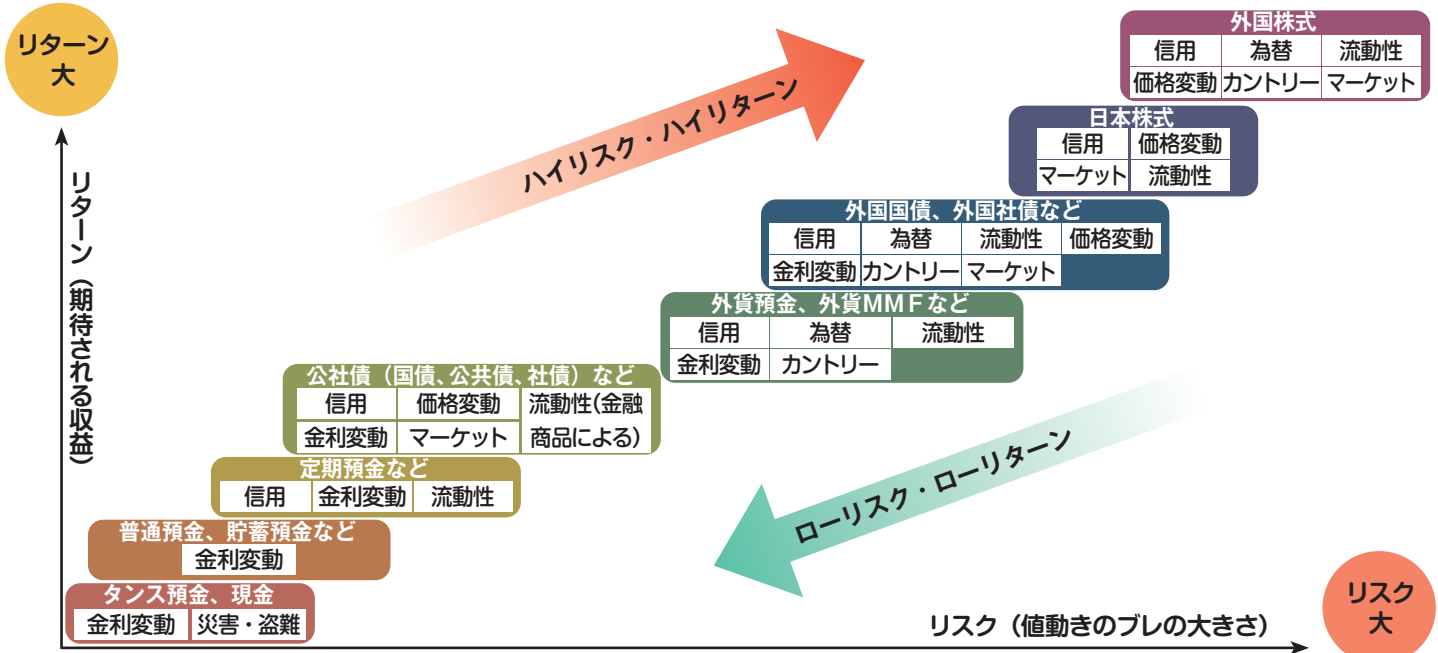 リターン
大
リターン（期待される収益）
ハイリスク・ハイリターン
外国株式
信用 為替 流動性
価格変動 カントリー マーケット
日本株式
信用 価格変動
マーケット 流動性
外国国債、外国社債など
信用 為替 流動性 価格変動
金利変動 カントリー マーケット
外貨預金、外貨ＭＭＦなど
信用 為替 流動性
金利変動 カントリー
公社債（国債、公共債、社債）など
信用 価格変動 流動性(金融
金利変動 マーケット 商品による)
定期預金など
信用 金利変動 流動性
普通預金、貯蓄預金など
金利変動
タンス預金、現金
金利変動 災害・盗難
ローリスク・ローリターン
リスク（値動きのブレの大きさ）
リスク
大